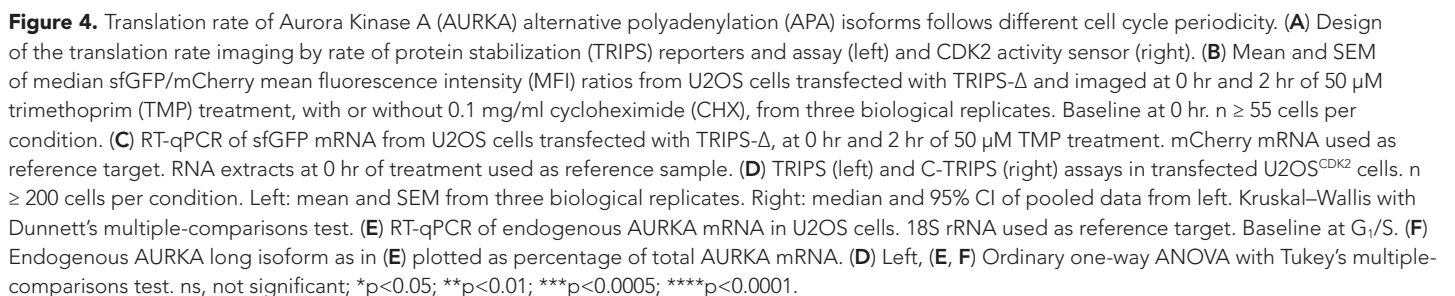 Figure 4. Translation rate of Aurora Kinase A (AURKA) alternative polyadenylation (APA) isoforms follows different cell cycle periodicity. (A) Design
of the translation rate imaging by rate of protein stabilization (TRIPS) reporters and assay (left) and CDK2 activity sensor (right). (B) Mean and SEM
of median sfGFP/mCherry mean fluorescence intensity (MFI) ratios from U2OS cells transfected with TRIPS-Δ and imaged at 0 hr and 2 hr of 50 µM
trimethoprim (TMP) treatment, with or without 0.1 mg/ml cycloheximide (CHX), from three biological replicates. Baseline at 0 hr. n ≥ 55 cells per
condition. (C) RT-qPCR of sfGFP mRNA from U2OS cells transfected with TRIPS-Δ, at 0 hr and 2 hr of 50 µM TMP treatment. mCherry mRNA used as
reference target. RNA extracts at 0 hr of treatment used as reference sample. (D) TRIPS (left) and C-TRIPS (right) assays in transfected U2OS^CDK2 cells. n
≥ 200 cells per condition. Left: mean and SEM from three biological replicates. Right: median and 95% CI of pooled data from left. Kruskal–Wallis with
Dunnett's multiple-comparisons test. (E) RT-qPCR of endogenous AURKA mRNA in U2OS cells. 18S rRNA used as reference target. Baseline at G₁/S. (F)
Endogenous AURKA long isoform as in (E) plotted as percentage of total AURKA mRNA. (D) Left, (E, F) Ordinary one-way ANOVA with Tukey's multiple-
comparisons test. ns, not significant; *p<0.05; **p<0.01; ***p<0.0005; ****p<0.0001.